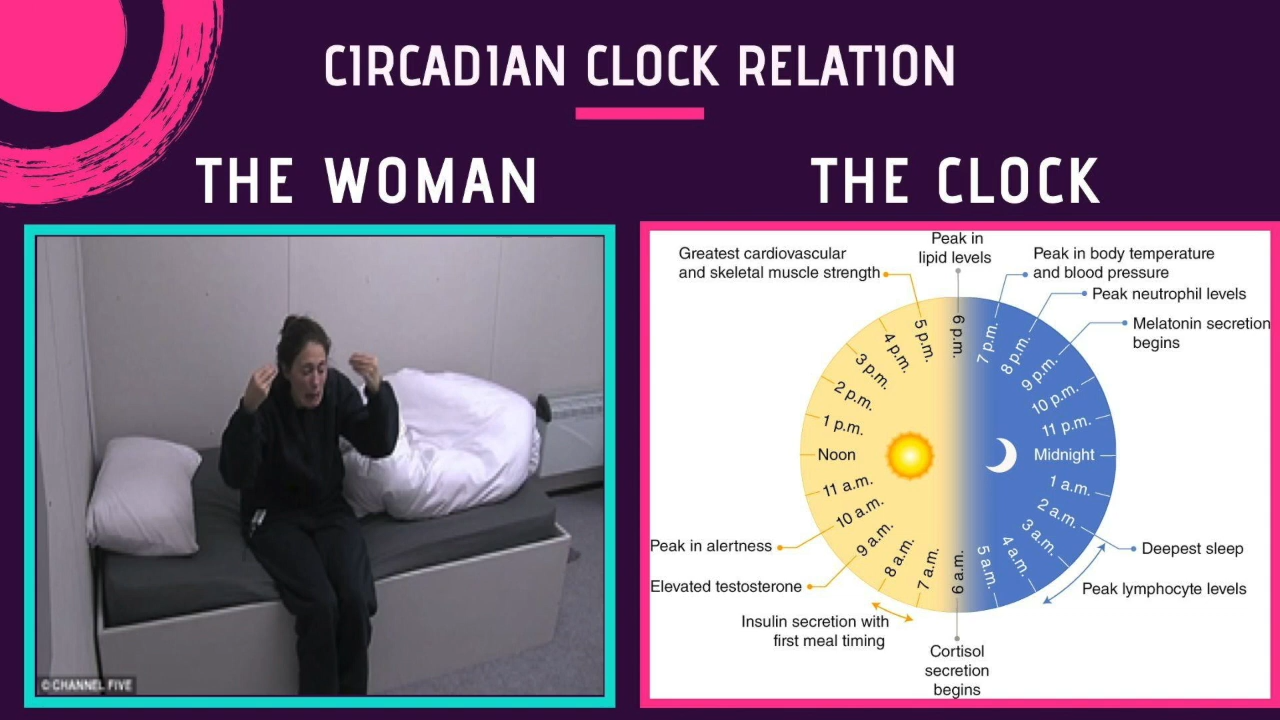 CIRCADIAN CLOCK RELATION
THE WOMAN
THE CLOCK
© CHANNEL FIVE
Peak in
lipid levels
Greatest cardiovascular
and skeletal muscle strength
Peak in body temperature
and blood pressure
Peak neutrophil levels
Melatonin secretion
begins
6 p.m.
7 p.m.
8 p.m.
9 p.m.
10 p.m.
11 p.m.
Midnight
1 a.m.
2 a.m.
3 a.m.
4 a.m.
5 a.m.
6 a.m.
7 a.m.
8 a.m.
9 a.m.
10 a.m.
11 a.m.
Noon
1 p.m.
2 p.m.
3 p.m.
4 p.m.
5 p.m.
Deepest sleep
Peak lymphocyte levels
Peak in alertness
Elevated testosterone
Insulin secretion with
first meal timing
Cortisol
secretion
begins